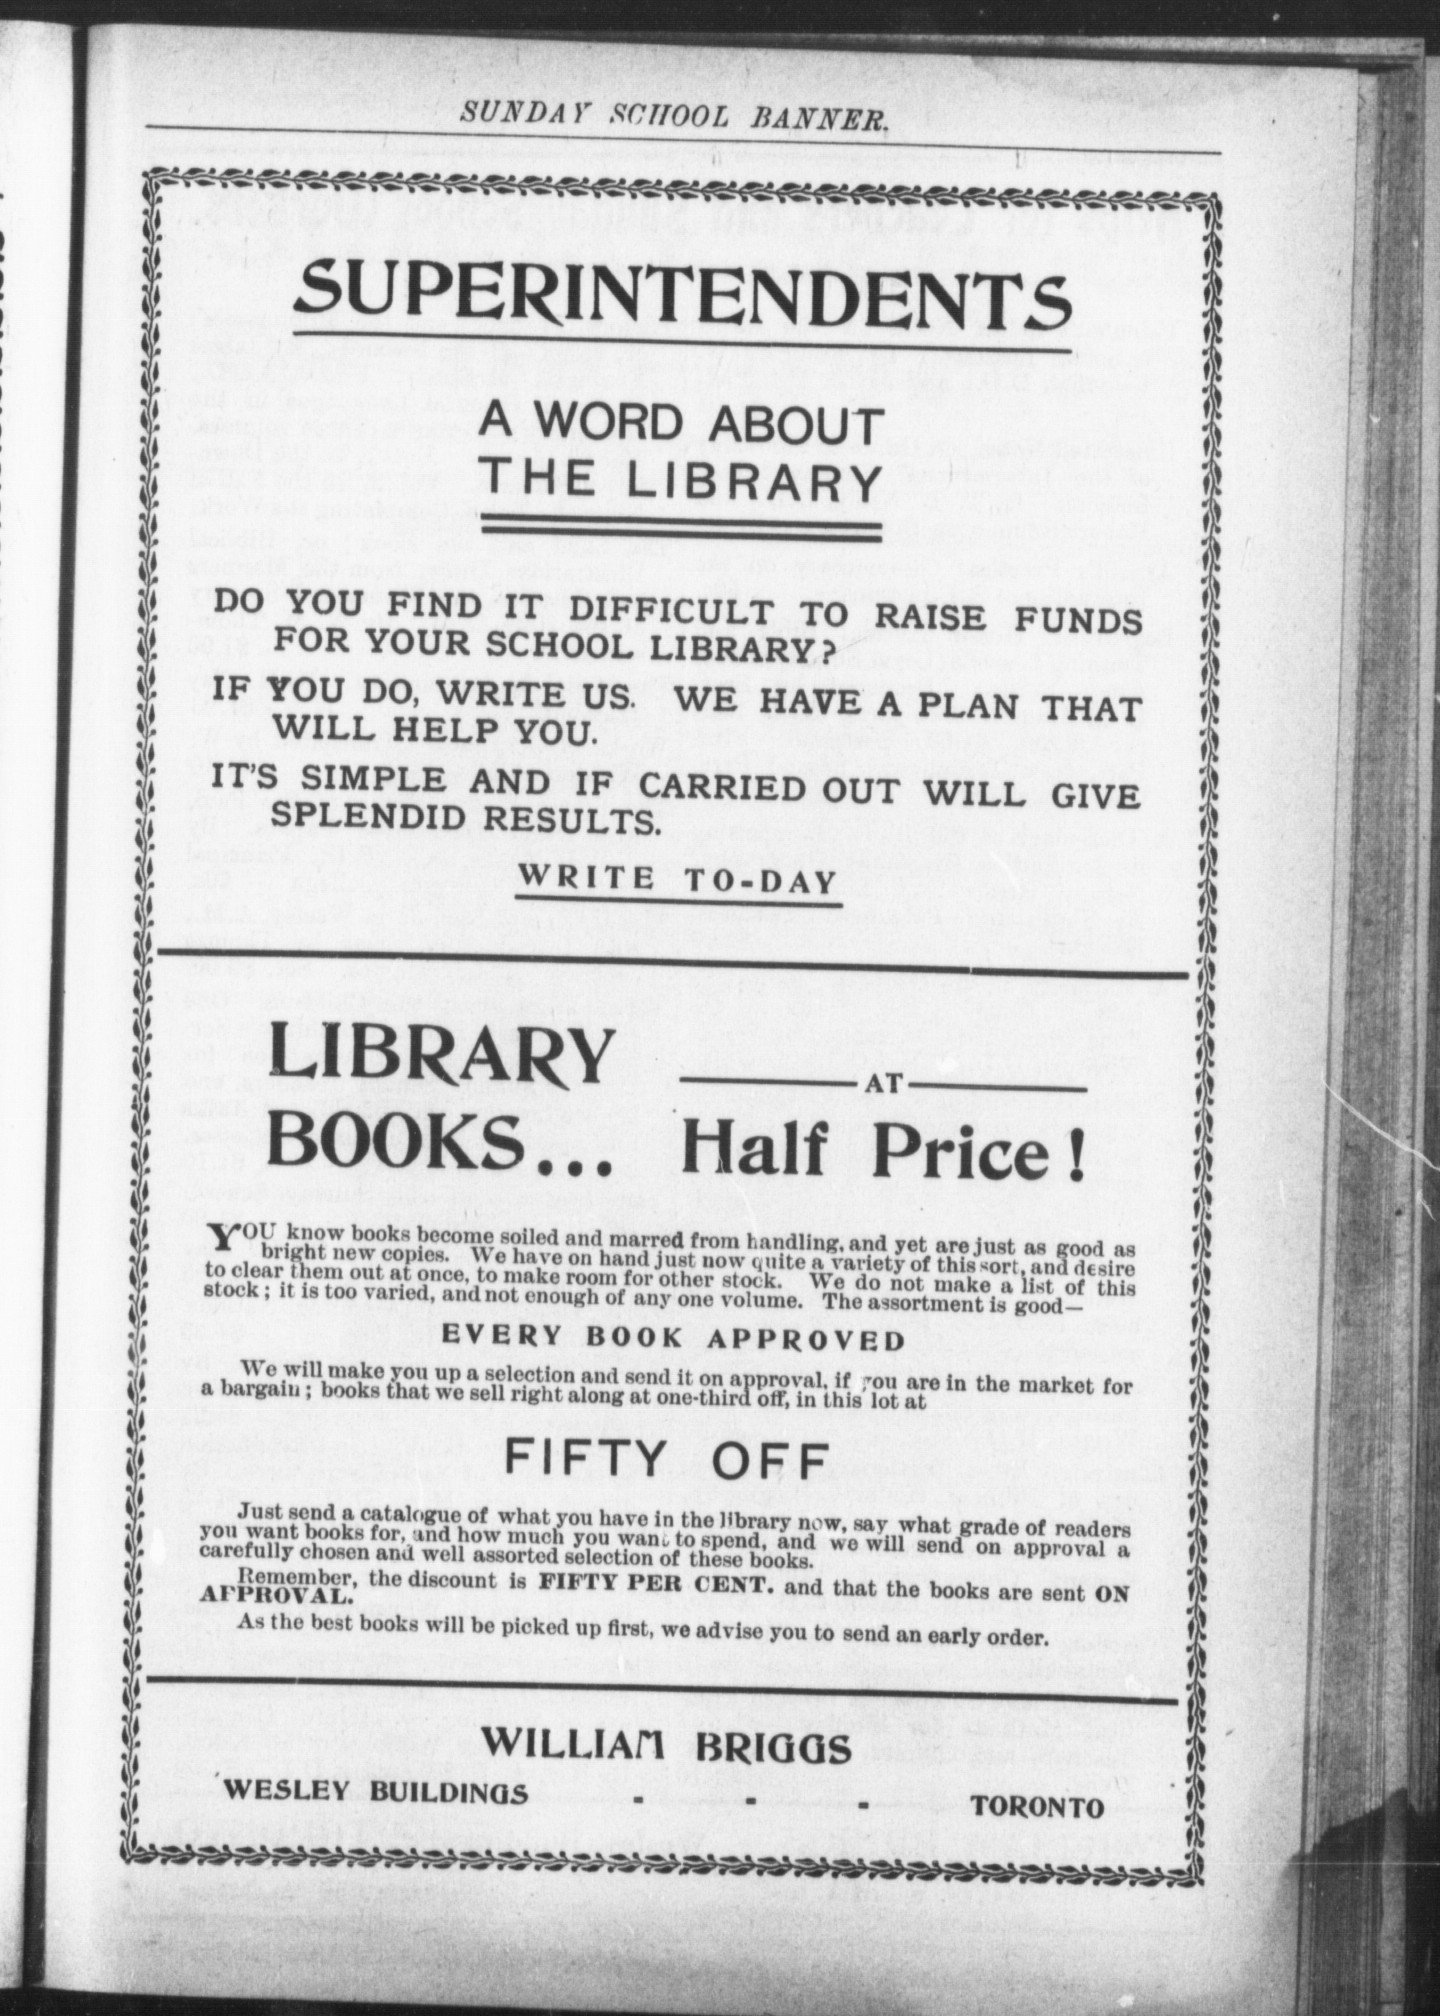 SUNDAY SCHOOL BANNER.
SUPERINTENDENTS
A WORD ABOUT
THE LIBRARY
DO YOU FIND IT DIFFICULT TO RAISE FUNDS
FOR YOUR SCHOOL LIBRARY?
IF YOU DO, WRITE US. WE HAVE A PLAN THAT
WILL HELP YOU.
IT'S SIMPLE AND IF CARRIED OUT WILL GIVE
SPLENDID RESULTS.
WRITE TO-DAY
LIBRARY
BOOKS...
AT
Half Price!
YOU know books become soiled and marred from handling, and yet are just as good as
bright new copies. We have on hand just now quite a variety of this sort, and desire
to clear them out at once, to make room for other stock. We do not make a list of this
stock; it is too varied, and not enough of any one volume. The assortment is good—
EVERY BOOK APPROVED
We will make you up a selection and send it on approval, if you are in the market for
a bargain; books that we sell right along at one-third off, in this lot at
FIFTY OFF
Just send a catalogue of what you have in the library now, say what grade of readers
you want books for, and how much you want to spend, and we will send on approval a
carefully chosen and well assorted selection of these books.
Remember, the discount is FIFTY PER CENT. and that the books are sent ON
APPROVAL.
As the best books will be picked up first, we advise you to send an early order.
WILLIAM BRIGGS
WESLEY BUILDINGS - - - TORONTO